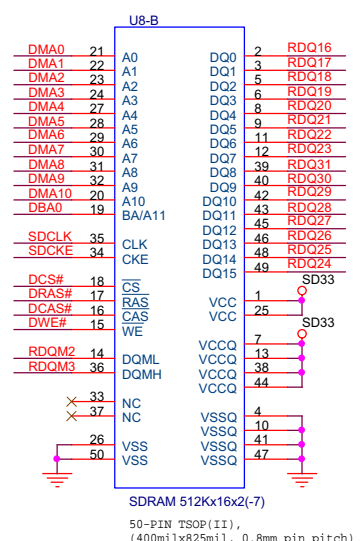 U8-B
DMA0 21 A0 DQ0 2 RDQ16
DMA1 22 A1 DQ1 3 RDQ17
DMA2 23 A2 DQ2 5 RDQ18
DMA3 24 A3 DQ3 6 RDQ19
DMA4 27 A4 DQ4 8 RDQ20
DMA5 28 A5 DQ5 9 RDQ21
DMA6 29 A6 DQ6 11 RDQ22
DMA7 30 A7 DQ7 12 RDQ23
DMA8 31 A8 DQ8 39 RDQ31
DMA9 32 A9 DQ9 40 RDQ30
DMA10 20 A10 DQ10 42 RDQ29
DBA0 19 BA/A11 DQ11 43 RDQ28
DQ12 45 RDQ27
SDCLK 35 CLK DQ13 46 RDQ26
SDCKE 34 CKE DQ14 48 RDQ25
DQ15 49 RDQ24
SD33
DCS# 18 CS
DRAS# 17 RAS VCC 1
DCAS# 16 CAS VCC 25
DWE# 15 WE
SD33
VCCQ 7
RDQM2 14 DQML VCCQ 13
RDQM3 36 DQMH VCCQ 38
VCCQ 44
33 NC
37 NC VSSQ 4
VSSQ 10
26 VSS VSSQ 41
50 VSS VSSQ 47
SDRAM 512Kx16x2(-7)
50-PIN TSOP(II),
(400milx825mil, 0.8mm pin pitch)